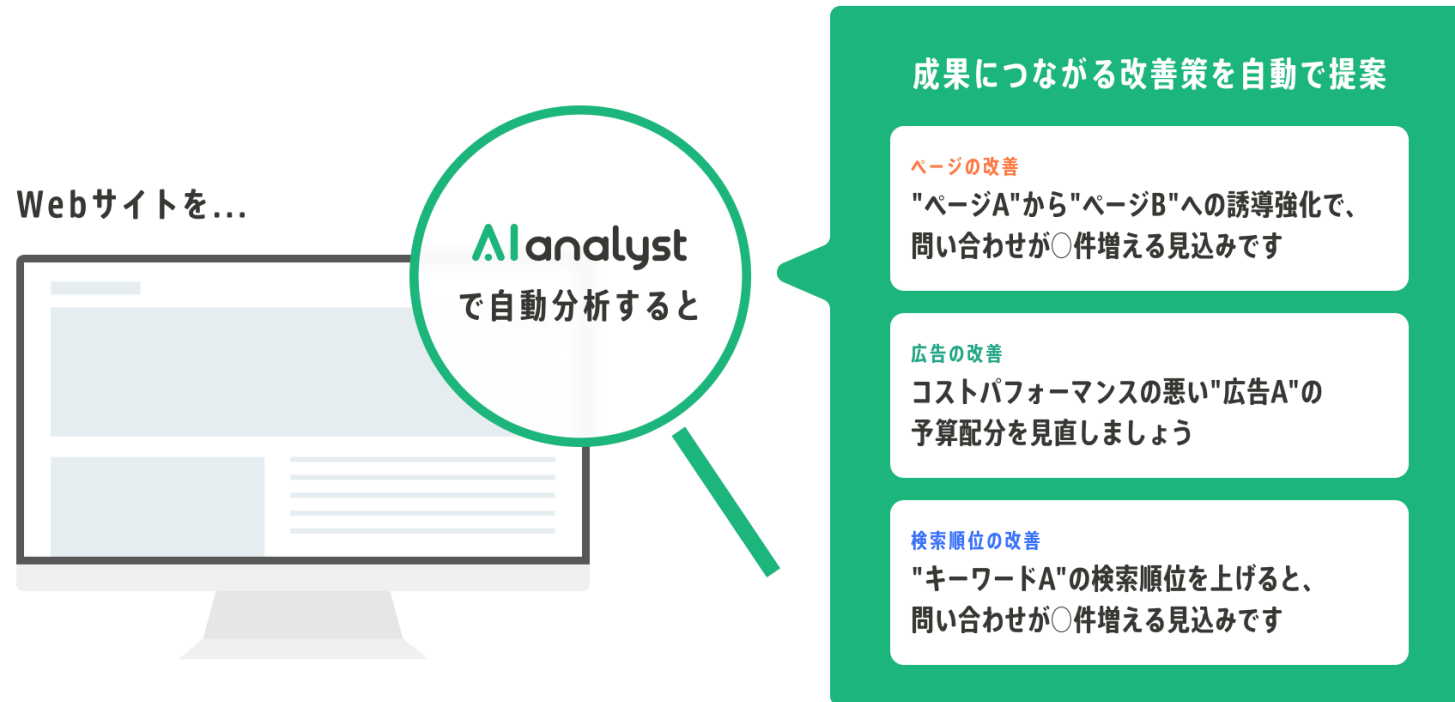 Webサイトを...
AI analyst
で自動分析すると
成果につながる改善策を自動で提案
ページの改善
"ページA"から"ページB"への誘導強化で、
問い合わせが○件増える見込みです
広告の改善
コストパフォーマンスの悪い"広告A"の
予算配分を見直しましょう
検索順位の改善
"キーワードA"の検索順位を上げると、
問い合わせが○件増える見込みです